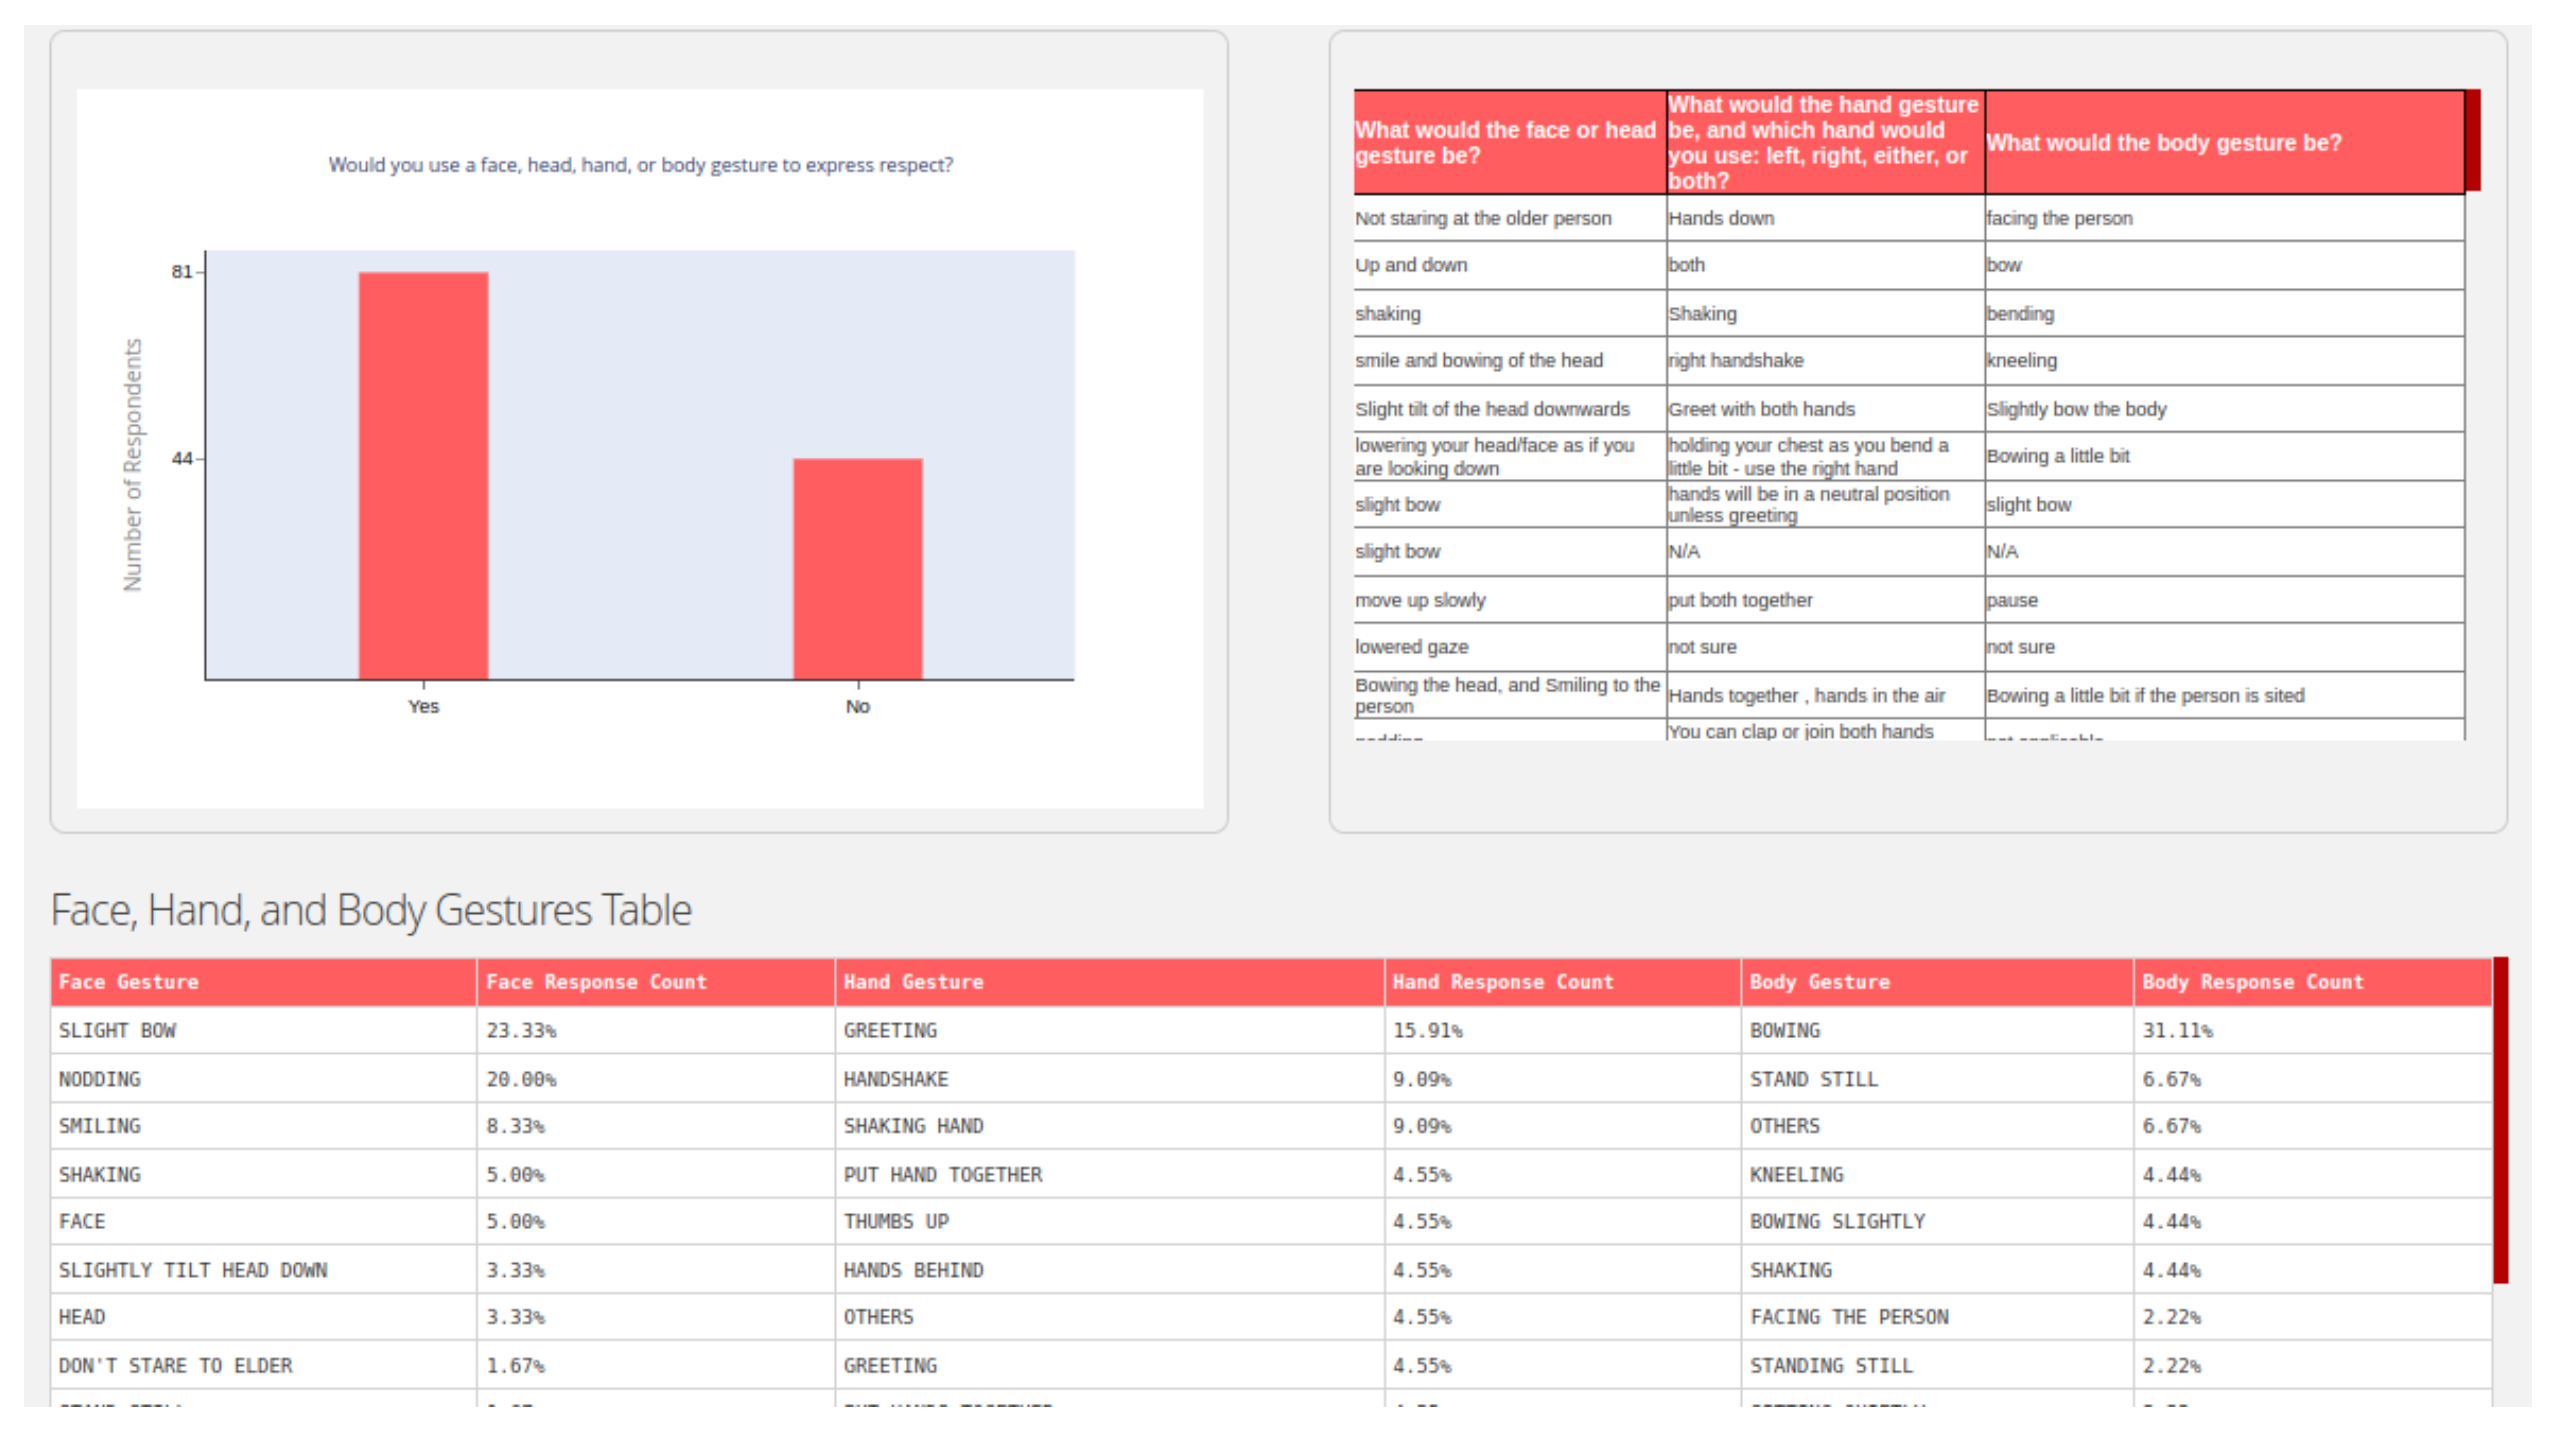 Would you use a face, head, hand, or body gesture to express respect?
Number of Respondents
81
44
Yes No
What would the face or head gesture be? What would the hand gesture be, and which hand would you use: left, right, either, or both? What would the body gesture be?
Not staring at the older person Hands down facing the person
Up and down both bow
shaking Shaking bending
smile and bowing of the head right handshake kneeling
Slight tilt of the head downwards Greet with both hands Slightly bow the body
lowering your head/face as if you are looking down holding your chest as you bend a little bit - use the right hand Bowing a little bit
slight bow hands will be in a neutral position unless greeting slight bow
slight bow N/A N/A
move up slowly put both together pause
lowered gaze not sure not sure
Bowing the head, and Smiling to the person Hands together , hands in the air Bowing a little bit if the person is sited
You can clap or join both hands
Face, Hand, and Body Gestures Table
Face Gesture Face Response Count Hand Gesture Hand Response Count Body Gesture Body Response Count
SLIGHT BOW 23.33% GREETING 15.91% BOWING 31.11%
NODDING 20.00% HANDSHAKE 9.09% STAND STILL 6.67%
SMILING 8.33% SHAKING HAND 9.09% OTHERS 6.67%
SHAKING 5.00% PUT HAND TOGETHER 4.55% KNEELING 4.44%
FACE 5.00% THUMBS UP 4.55% BOWING SLIGHTLY 4.44%
SLIGHTLY TILT HEAD DOWN 3.33% HANDS BEHIND 4.55% SHAKING 4.44%
HEAD 3.33% OTHERS 4.55% FACING THE PERSON 2.22%
DON'T STARE TO ELDER 1.67% GREETING 4.55% STANDING STILL 2.22%